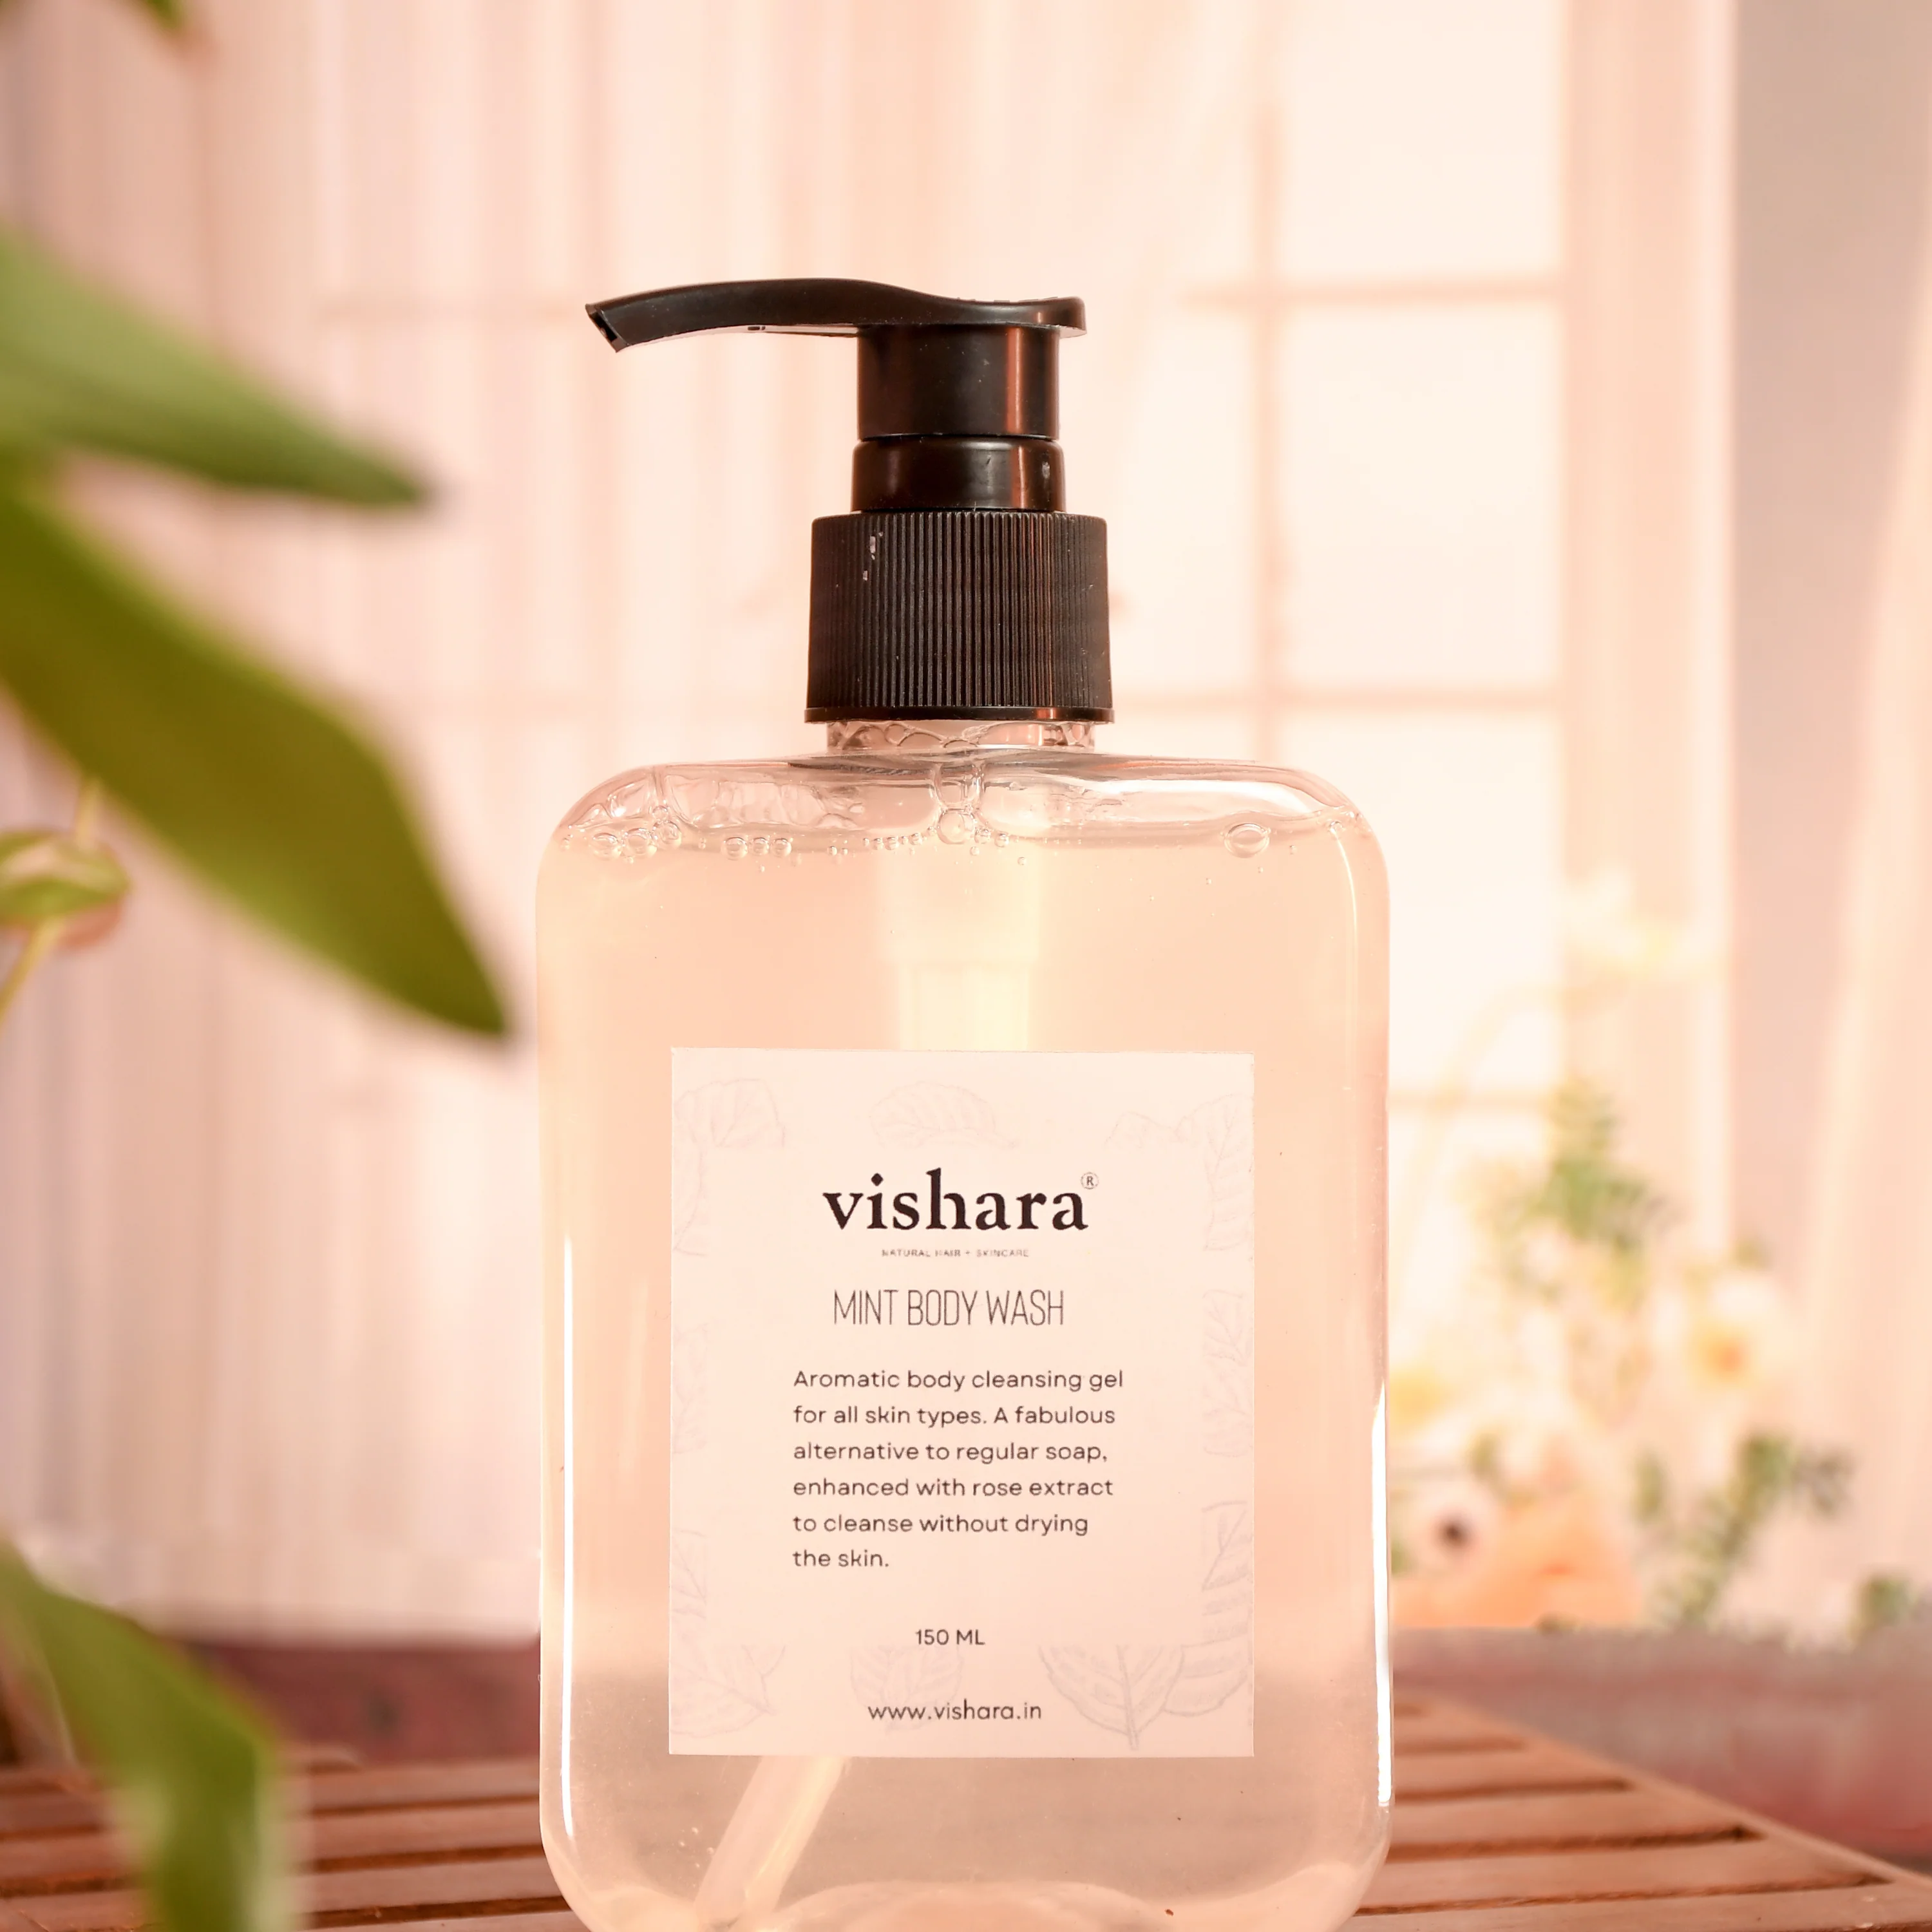 vishara®
NATURAL HAIR + SKINCARE
MINT BODY WASH
Aromatic body cleansing gel
for all skin types. A fabulous
alternative to regular soap,
enhanced with rose extract
to cleanse without drying
the skin.
150 ML
www.vishara.in